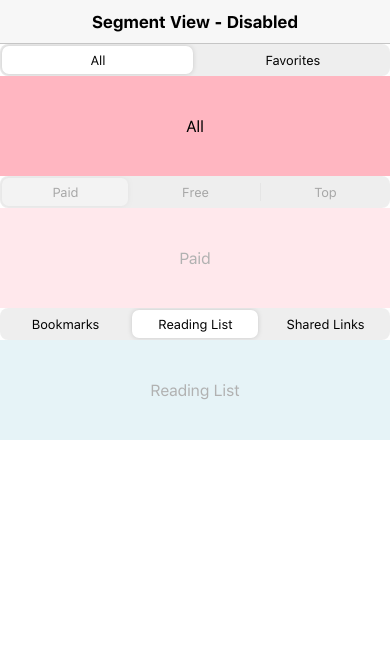 Segment View - Disabled
All Favorites
All
Paid Free Top
Paid
Bookmarks Reading List Shared Links
Reading List